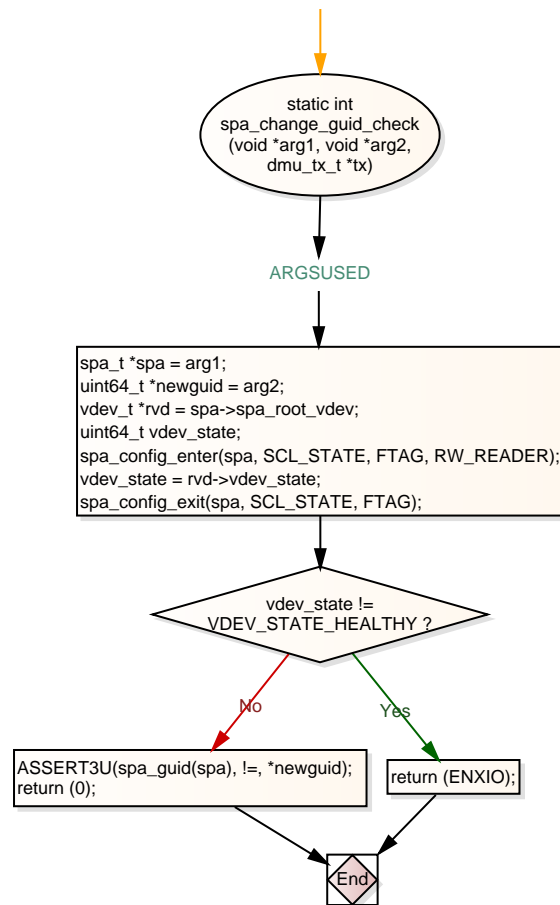 static int
spa_change_guid_check
(void *arg1, void *arg2,
dmu_tx_t *tx)
ARGSUSED
spa_t *spa = arg1;
uint64_t *newguid = arg2;
vdev_t *rvd = spa->spa_root_vdev;
uint64_t vdev_state;
spa_config_enter(spa, SCL_STATE, FTAG, RW_READER);
vdev_state = rvd->vdev_state;
spa_config_exit(spa, SCL_STATE, FTAG);
vdev_state !=
VDEV_STATE_HEALTHY ?
No
Yes
ASSERT3U(spa_guid(spa), !=, *newguid);
return (0);
return (ENXIO);
End